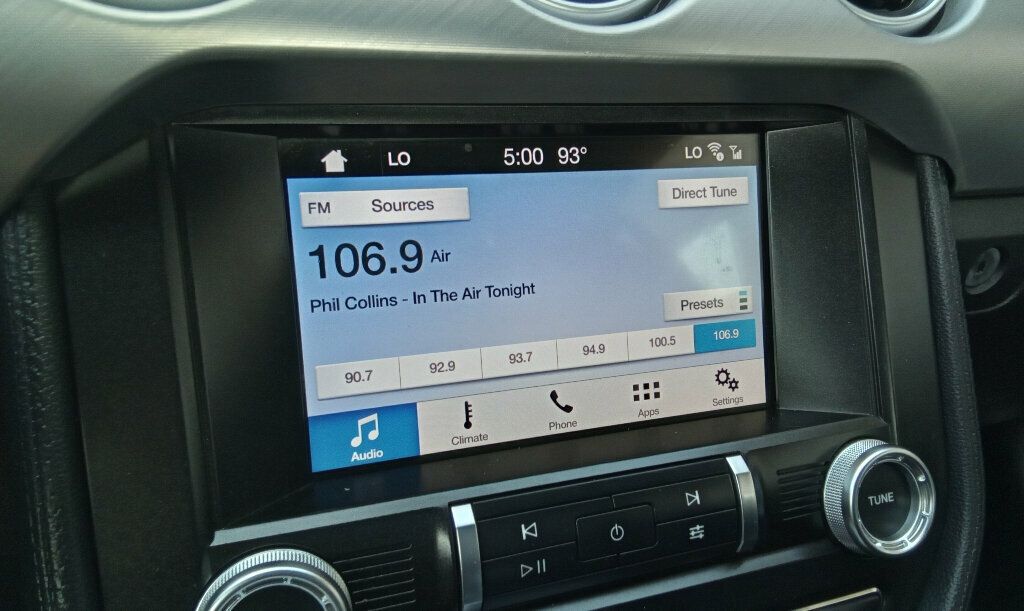 LO 5:00 93° LO
FM Sources Direct Tune
106.9 Air
Phil Collins - In The Air Tonight
Presets
90.7 92.9 93.7 94.9 100.5 106.9
Audio Climate Phone Apps Settings
TUNE